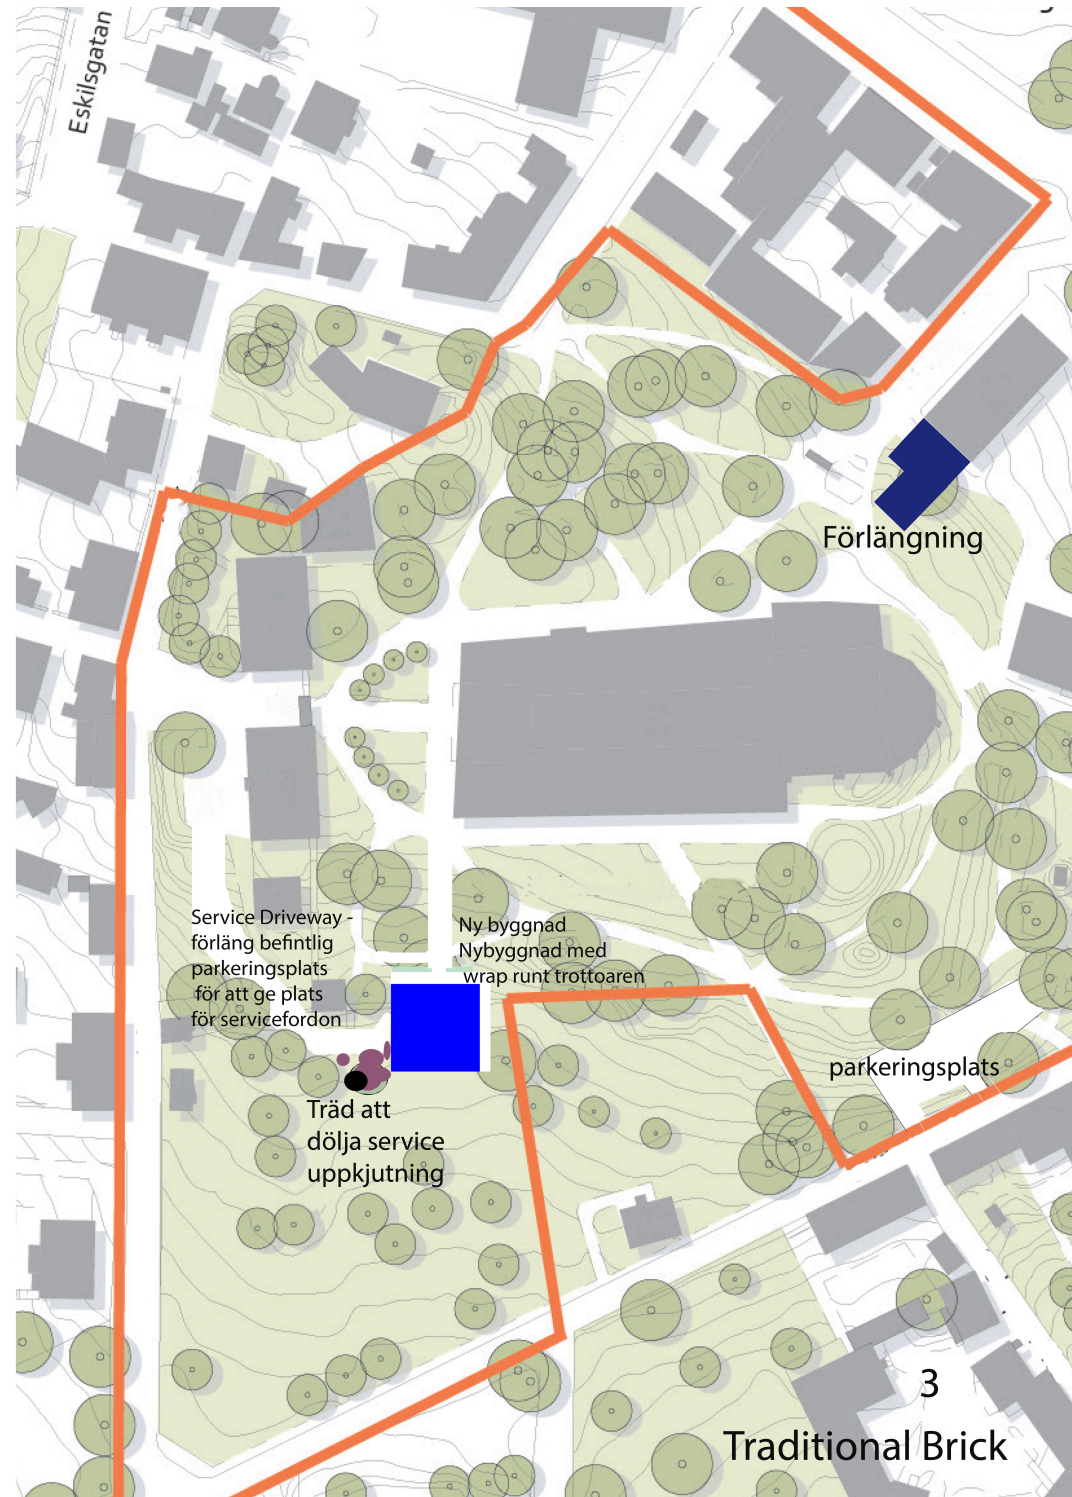 Eskilsgatan
Förlängning
Service Driveway -
förläng befintlig
parkeringsplats
för att ge plats
för servicefordon
Ny byggnad
Nybyggnad med
wrap runt trottoaren
parkeringsplats
Träd att
dölja service
uppkjutning
3
Traditional Brick